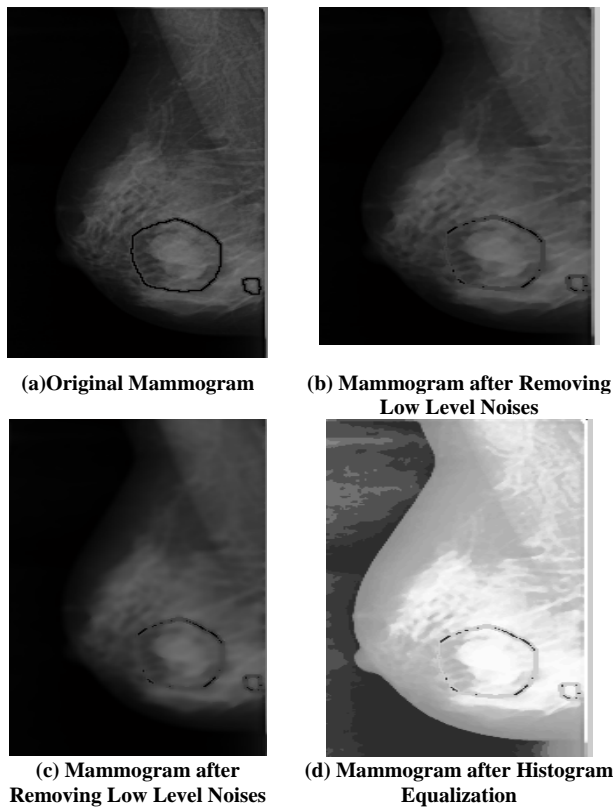 (a)Original Mammogram
(b) Mammogram after Removing
Low Level Noises
(c) Mammogram after
Removing Low Level Noises
(d) Mammogram after Histogram
Equalization